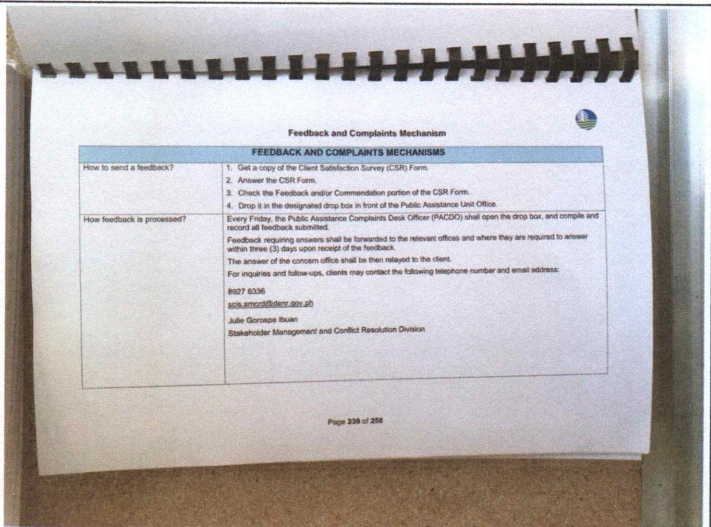 Feedback and Complaints Mechanism
FEEDBACK AND COMPLAINTS MECHANISMS
How to send a feedback?
1. Get a copy of the Client Satisfaction Survey (CSR) Form.
2. Answer the CSR Form.
3. Check the Feedback and/or Commendation portion of the CSR Form.
4. Drop it in the designated drop box in front of the Public Assistance Unit Office.
How feedback is processed?
Every Friday, the Public Assistance Complaints Desk Officer (PACDO) shall open the drop box, and compile and
record all feedback submitted.
Feedback requiring answers shall be forwarded to the relevant offices and where they are required to answer
within three (3) days upon receipt of the feedback.
The answer of the concern office shall be then relayed to the client.
For inquiries and follow-ups, clients may contact the following telephone number and email address:
8927 6336
scis.smcrd@denr.gov.ph
Julie Gorospe Ibuan
Stakeholder Management and Conflict Resolution Division
Page 239 of 258